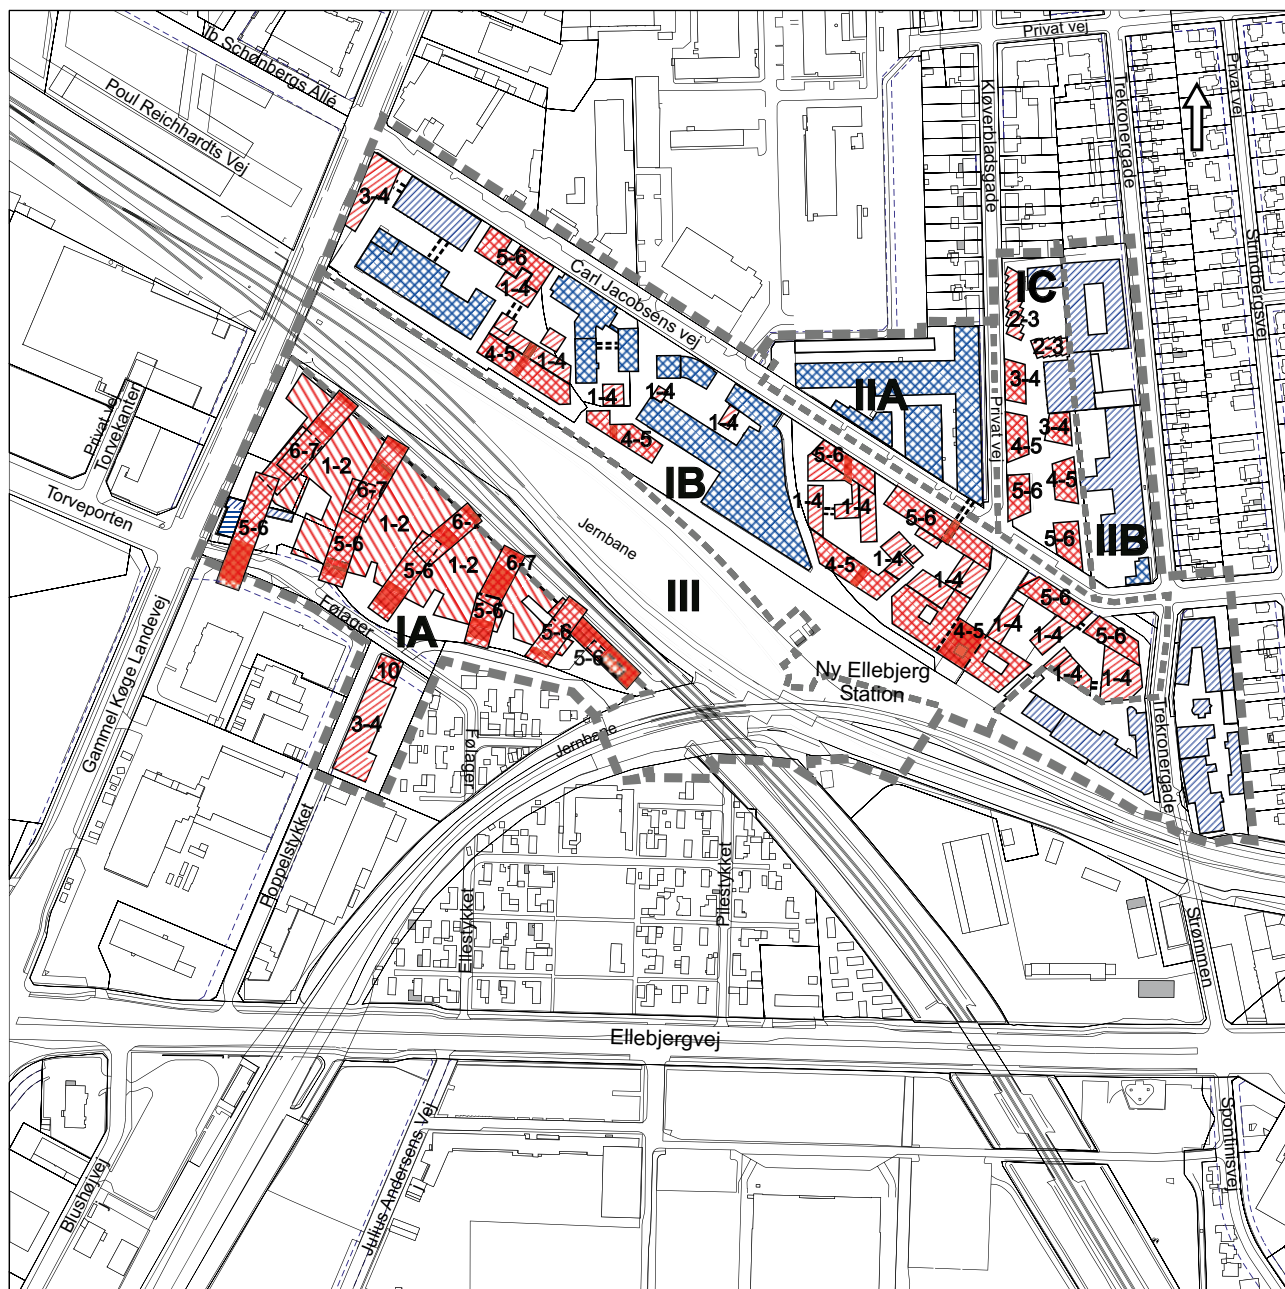 Ib Schønbergs Allé
Poul Reichhardts Vej
Privat vej
Kløverbladsgade
Trekronergade
Privat vej
Strindbergsvej
3-4
5-6
1-4
Carl Jacobsens vej
IC
2-3
2-3
4-5
1-4
1-4
1-4
1-4
IIA
3-4
3-4
Privat vej
Torvekanten
Torveporten
6-7
1-2
6-7
5-6
1-2
5-6
6-7
1-2
5-6
6-7
5-6
5-6
5-6
4-5
IB
5-6
1-4
1-4
5-6
Privat vej
4-5
4-5
5-6
5-6
IIB
Jernbane
III
4-5
1-4
1-4
4-5
1-4
1-4
5-6
5-6
1-4
1-4
Følager
IA
10
3-4
Ny Ellebjerg
Station
Gammel Køge Landevej
Følager
Jernbane
Trekronergade
Poppelstykket
Ellestykket
Pilestykket
Strømmen
Ellebjergvej
Blushøjvej
Julius Andersens Vej
Spontinisvej